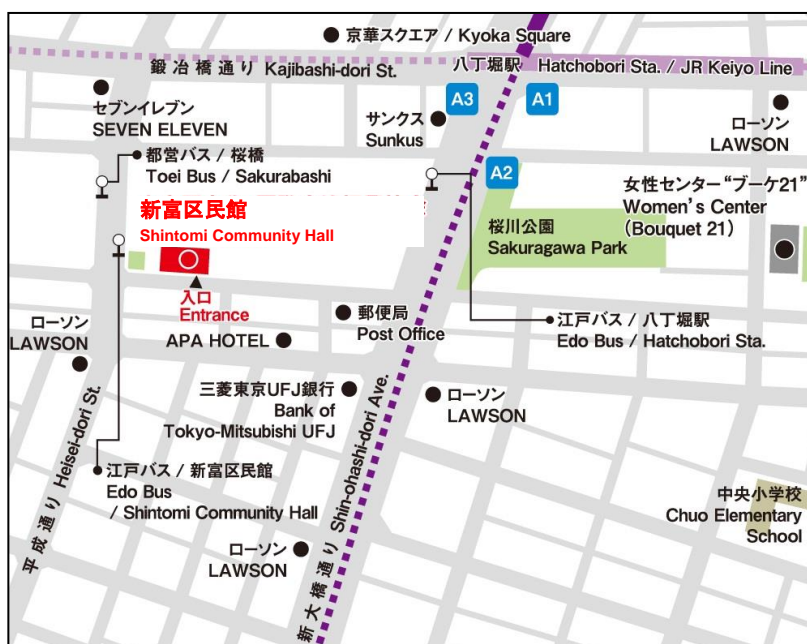 京華スクエア / Kyoka Square
鍛冶橋通り Kajibashi-dori St.
八丁堀駅 Hatchobori Sta. / JR Keiyo Line
セブンイレブン
SEVEN ELEVEN
サンクス
Sunkus
A3
A1
ローソン
LAWSON
都営バス / 桜橋
Toei Bus / Sakurabashi
A2
女性センター“ブーケ21”
Women's Center
(Bouquet 21)
新富区民館
Shintomi Community Hall
桜川公園
Sakuragawa Park
入口
Entrance
郵便局
Post Office
江戸バス / 八丁堀駅
Edo Bus / Hatchobori Sta.
ローソン
LAWSON
APA HOTEL
三菱東京UFJ銀行
Bank of
Tokyo-Mitsubishi UFJ
ローソン
LAWSON
江戸バス / 新富区民館
Edo Bus
/ Shintomi Community Hall
平成通り Heisei-dori St.
新大橋通り Shin-ohashi-dori Ave.
中央小学校
Chuo Elementary
School
ローソン
LAWSON